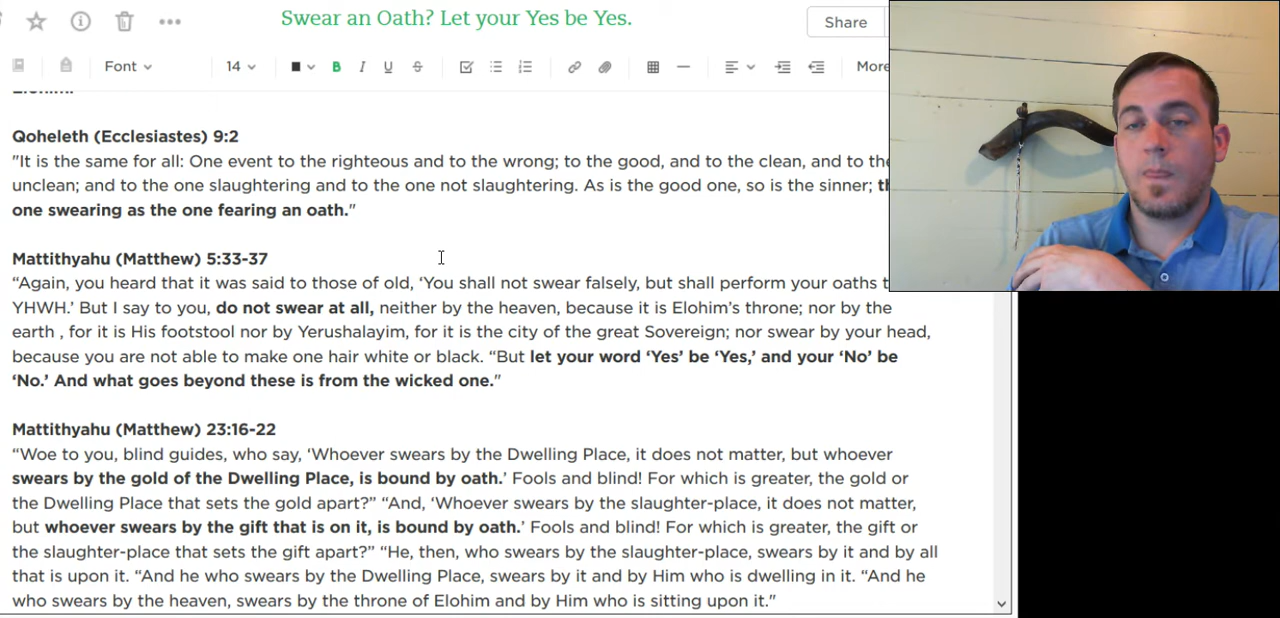 Swear an Oath? Let your Yes be Yes.
Share
Font
14
B I U S
More
Qoheleth (Ecclesiastes) 9:2
"It is the same for all: One event to the righteous and to the wrong; to the good, and to the clean, and to the
unclean; and to the one slaughtering and to the one not slaughtering. As is the good one, so is the sinner;
one swearing as the one fearing an oath."
Mattithyahu (Matthew) 5:33-37
“Again, you heard that it was said to those of old, ‘You shall not swear falsely, but shall perform your oaths
YHWH.’ But I say to you, do not swear at all, neither by the heaven, because it is Elohim’s throne; nor by the
earth , for it is His footstool nor by Yerushalayim, for it is the city of the great Sovereign; nor swear by your head,
because you are not able to make one hair white or black. “But let your word ‘Yes’ be ‘Yes,’ and your ‘No’ be
‘No.’ And what goes beyond these is from the wicked one."
Mattithyahu (Matthew) 23:16-22
“Woe to you, blind guides, who say, ‘Whoever swears by the Dwelling Place, it does not matter, but whoever
swears by the gold of the Dwelling Place, is bound by oath.’ Fools and blind! For which is greater, the gold or
the Dwelling Place that sets the gold apart?” “And, ‘Whoever swears by the slaughter-place, it does not matter,
but whoever swears by the gift that is on it, is bound by oath.’ Fools and blind! For which is greater, the gift or
the slaughter-place that sets the gift apart?” “He, then, who swears by the slaughter-place, swears by it and by all
that is upon it. “And he who swears by the Dwelling Place, swears by it and by Him who is dwelling in it. “And he
who swears by the heaven, swears by the throne of Elohim and by Him who is sitting upon it."